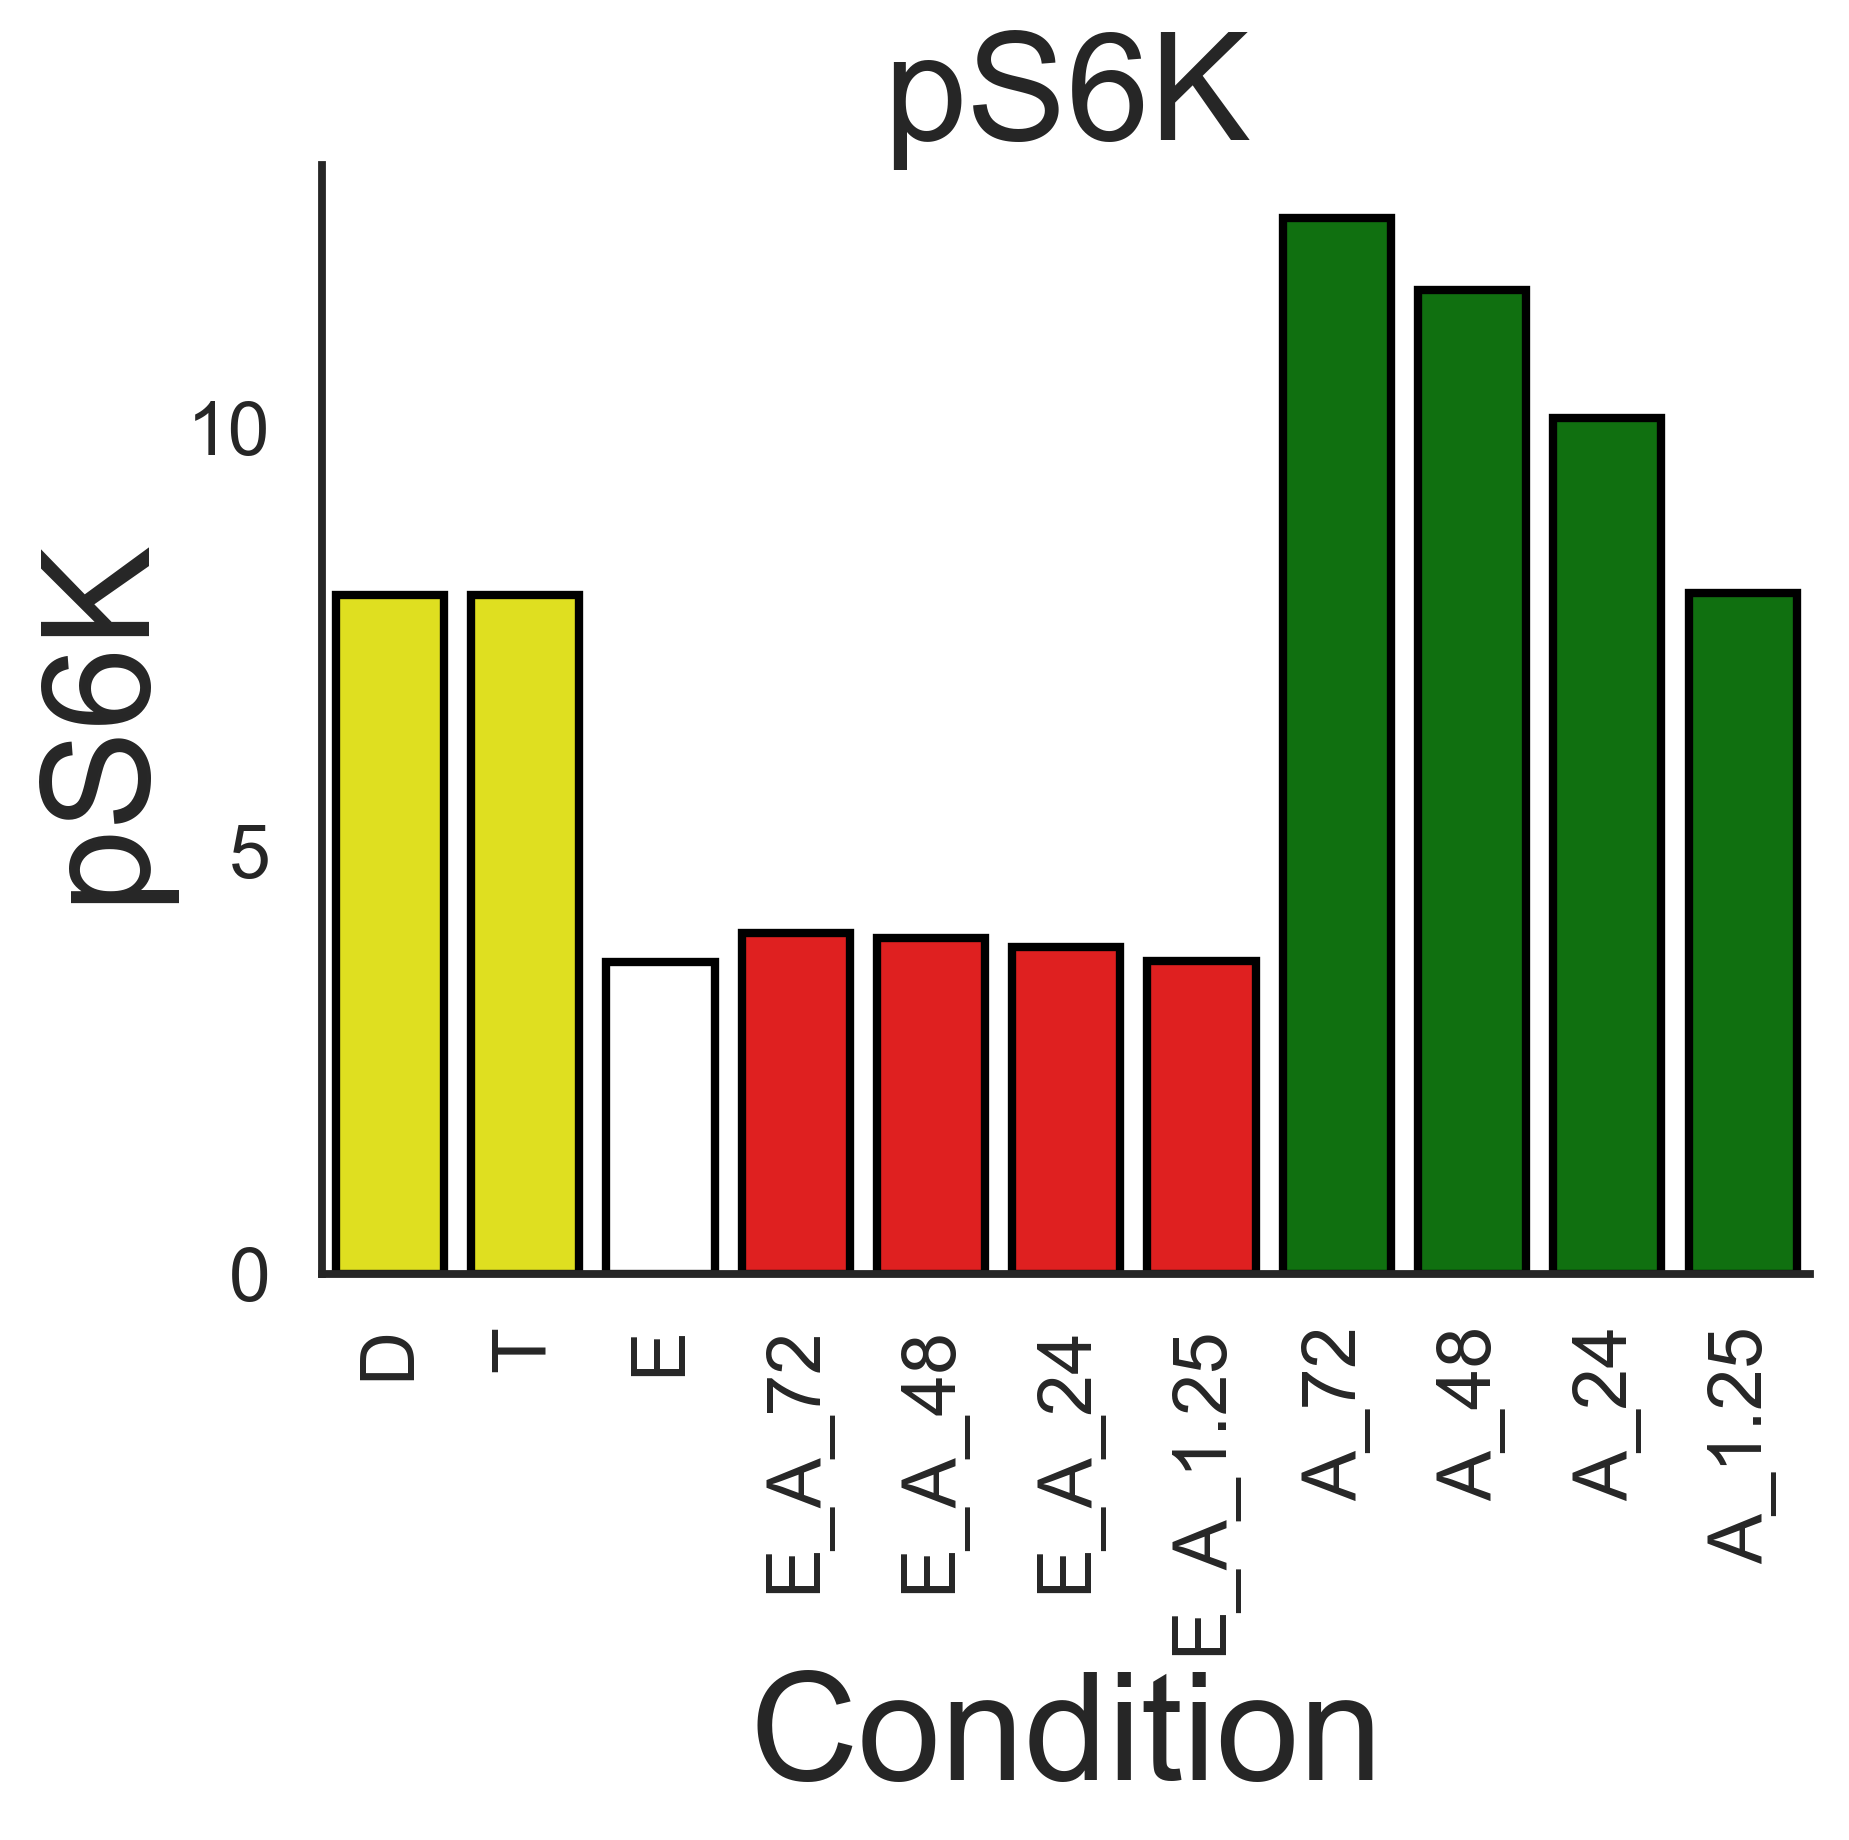 pS6K
pS6K
10
5
0
D
T
E
E_A_72
E_A_48
E_A_24
E_A_1.25
A_72
A_48
A_24
A_1.25
Condition